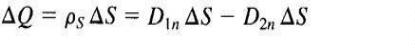 ΔQ = ρ_S ΔS = D_{1n} ΔS − D_{2n} ΔS